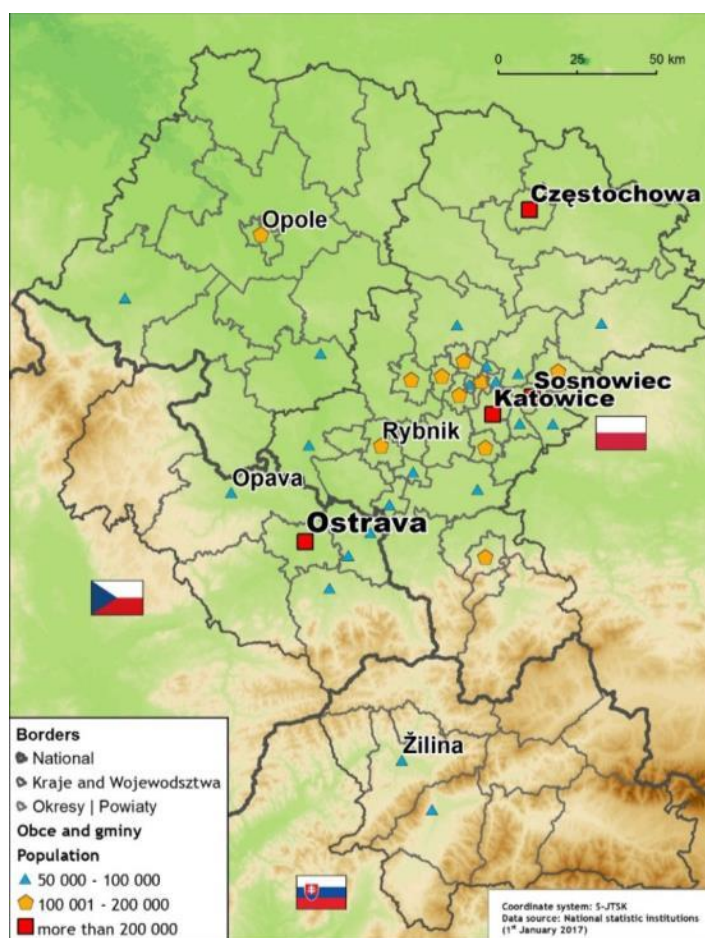 0 25 50 km
Częstochowa
Opole
Sosnowiec
Katowice
Rybnik
Opava
Ostrava
Žilina
Borders
National
Kraje and Wojewodsztwa
Okresy | Powiaty
Obce and gminy
Population
50 000 - 100 000
100 001 - 200 000
more than 200 000
Coordinate system: S-JTSK
Data source: National statistic institutions
(1st January 2017)